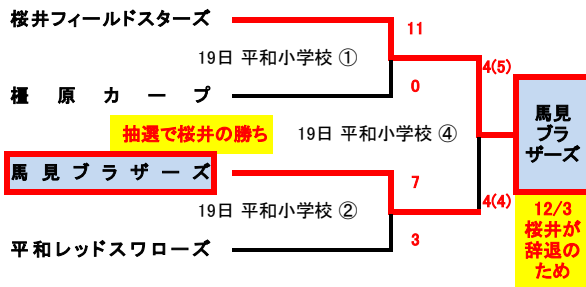 桜井フィールドスターズ
11
19日 平和小学校 ①
4(5)
橿原カープ
0
抽選で桜井の勝ち
19日 平和小学校 ④
馬見
ブラ
ザーズ
馬見ブラザーズ
7
19日 平和小学校 ②
4(4)
平和レッドスワローズ
3
12/3
桜井が
辞退の
ため